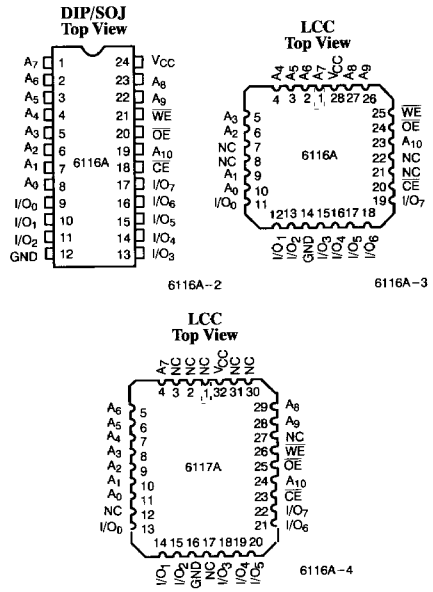 DIP/SOJ
Top View
A7 1 24 VCC
A6 2 23 A8
A5 3 22 A9
A4 4 21 WE
A3 5 20 OE
A2 6 6116A 19 A10
A1 7 18 CE
A0 8 17 I/O7
I/O0 9 16 I/O6
I/O1 10 15 I/O5
I/O2 11 14 I/O4
GND 12 13 I/O3
6116A–2
LCC
Top View
A4 A5 A6 A7 VCC A8 A9
4 3 2 1 28 27 26
A3 5 25 WE
A2 6 24 OE
NC 7 23 A10
NC 8 6116A 22 NC
A1 9 21 NC
A0 10 20 CE
I/O0 11 19 I/O7
12 13 14 15 16 17 18
I/O1 I/O2 GND I/O3 I/O4 I/O5 I/O6
6116A–3
LCC
Top View
A7 NC NC NC VCC NC NC
4 3 2 1 32 31 30
A6 5 29 A8
A5 6 28 A9
A4 7 27 NC
A3 8 26 WE
A2 9 6117A 25 OE
A1 10 24 A10
A0 11 23 CE
NC 12 22 I/O7
I/O0 13 21 I/O6
14 15 16 17 18 19 20
I/O1 I/O2 GND NC I/O3 I/O4 I/O5
6116A–4